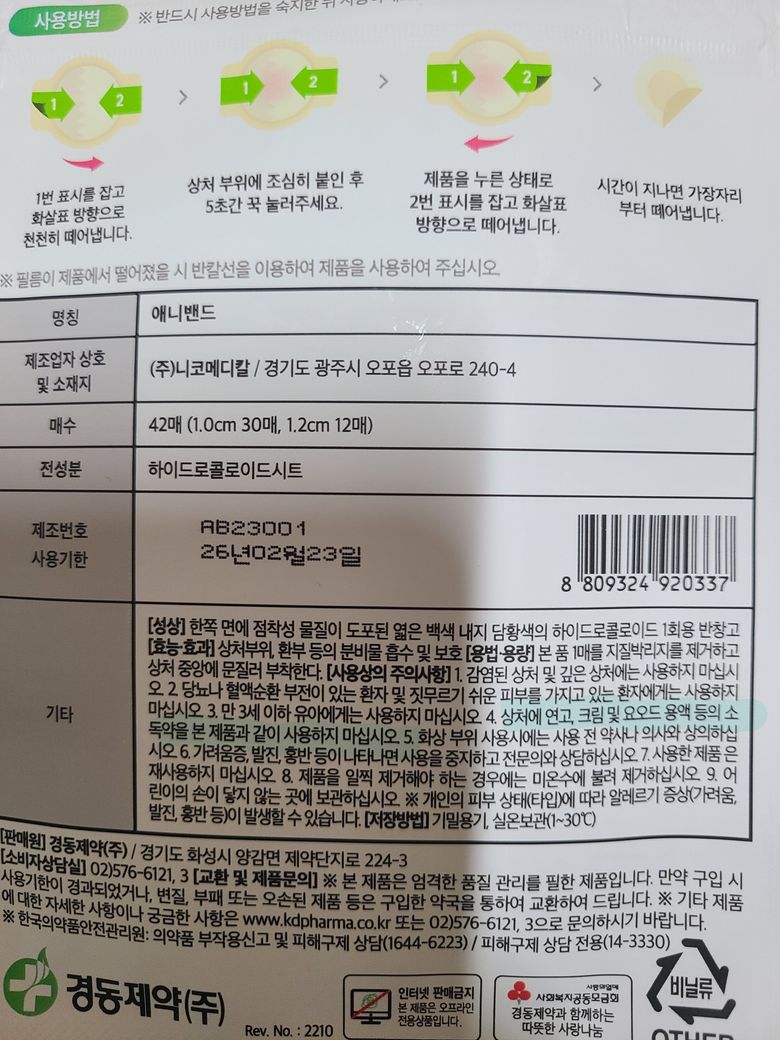 사용방법
※ 반드시 사용방법을 숙지한 뒤
1 2
1 2
1 2
1번 표시를 잡고
화살표 방향으로
천천히 떼어냅니다.
상처 부위에 조심히 붙인 후
5초간 꾹 눌러주세요.
제품을 누른 상태로
2번 표시를 잡고 화살표
방향으로 떼어냅니다.
시간이 지나면 가장자리
부터 떼어냅니다.
※ 필름이 제품에서 떨어졌을 시 반칼선을 이용하여 제품을 사용하여 주십시오.
명칭 애니밴드
제조업자 상호
및 소재지
(주)니코메디칼 / 경기도 광주시 오포읍 오포로 240-4
매수 42매 (1.0cm 30매, 1.2cm 12매)
전성분 하이드로콜로이드시트
제조번호 AB23001
사용기한 26년02월23일
8 809324 920337
기타
[성상] 한쪽 면에 점착성 물질이 도포된 엷은 백색 내지 담황색의 하이드로콜로이드 1회용 반창고
[효능·효과] 상처부위, 환부 등의 분비물 흡수 및 보호 [용법·용량] 본 품 1매를 지질박리지를 제거하고
상처 중앙에 문질러 부착한다. [사용상의 주의사항] 1. 감염된 상처 및 깊은 상처에는 사용하지 마십시
오. 2. 당뇨나 혈액순환 부전이 있는 환자 및 짓무르기 쉬운 피부를 가지고 있는 환자에게는 사용하지
마십시오. 3. 만 3세 이하 유아에게는 사용하지 마십시오. 4. 상처에 연고, 크림 및 요오드 용액 등의 소
독약을 본 제품과 같이 사용하지 마십시오. 5. 화상 부위 사용시에는 사용 전 약사나 의사와 상의하십
시오. 6. 가려움증, 발진, 홍반 등이 나타나면 사용을 중지하고 전문의와 상담하십시오. 7. 사용한 제품 은
재사용하지 마십시오. 8. 제품을 일찍 제거해야 하는 경우에는 미온수에 불려 제거하십시오. 9. 어
린이의 손이 닿지 않는 곳에 보관하십시오. ※ 개인의 피부 상태(타입)에 따라 알레르기 증상(가려움,
발진, 홍반 등)이 발생할 수 있습니다. [저장방법] 기밀용기, 실온보관(1~30℃)
[판매원] 경동제약(주) / 경기도 화성시 양감면 제약단지로 224-3
[소비자상담실] 02)576-6121, 3 [교환 및 제품문의] ※ 본 제품은 엄격한 품질 관리를 필한 제품입니다. 만약 구입 시
사용기한이 경과되었거나, 변질, 부패 또는 오손된 제품 등은 구입한 약국을 통하여 교환하여 드립니다. ※ 기타 제품
에 대한 자세한 사항이나 궁금한 사항은 www.kdpharma.co.kr 또는 02)576-6121, 3으로 문의하시기 바랍니다.
※ 한국의약품안전관리원: 의약품 부작용신고 및 피해구제 상담(1644-6223) / 피해구제 상담 전용(14-3330)
경동제약(주)
Rev. No. : 2210
인터넷 판매금지
본 제품은 오프라인
전용상품입니다.
사랑의열매
사회복지공동모금회
경동제약과 함께하는
따뜻한 사랑나눔
비닐류
OTHER